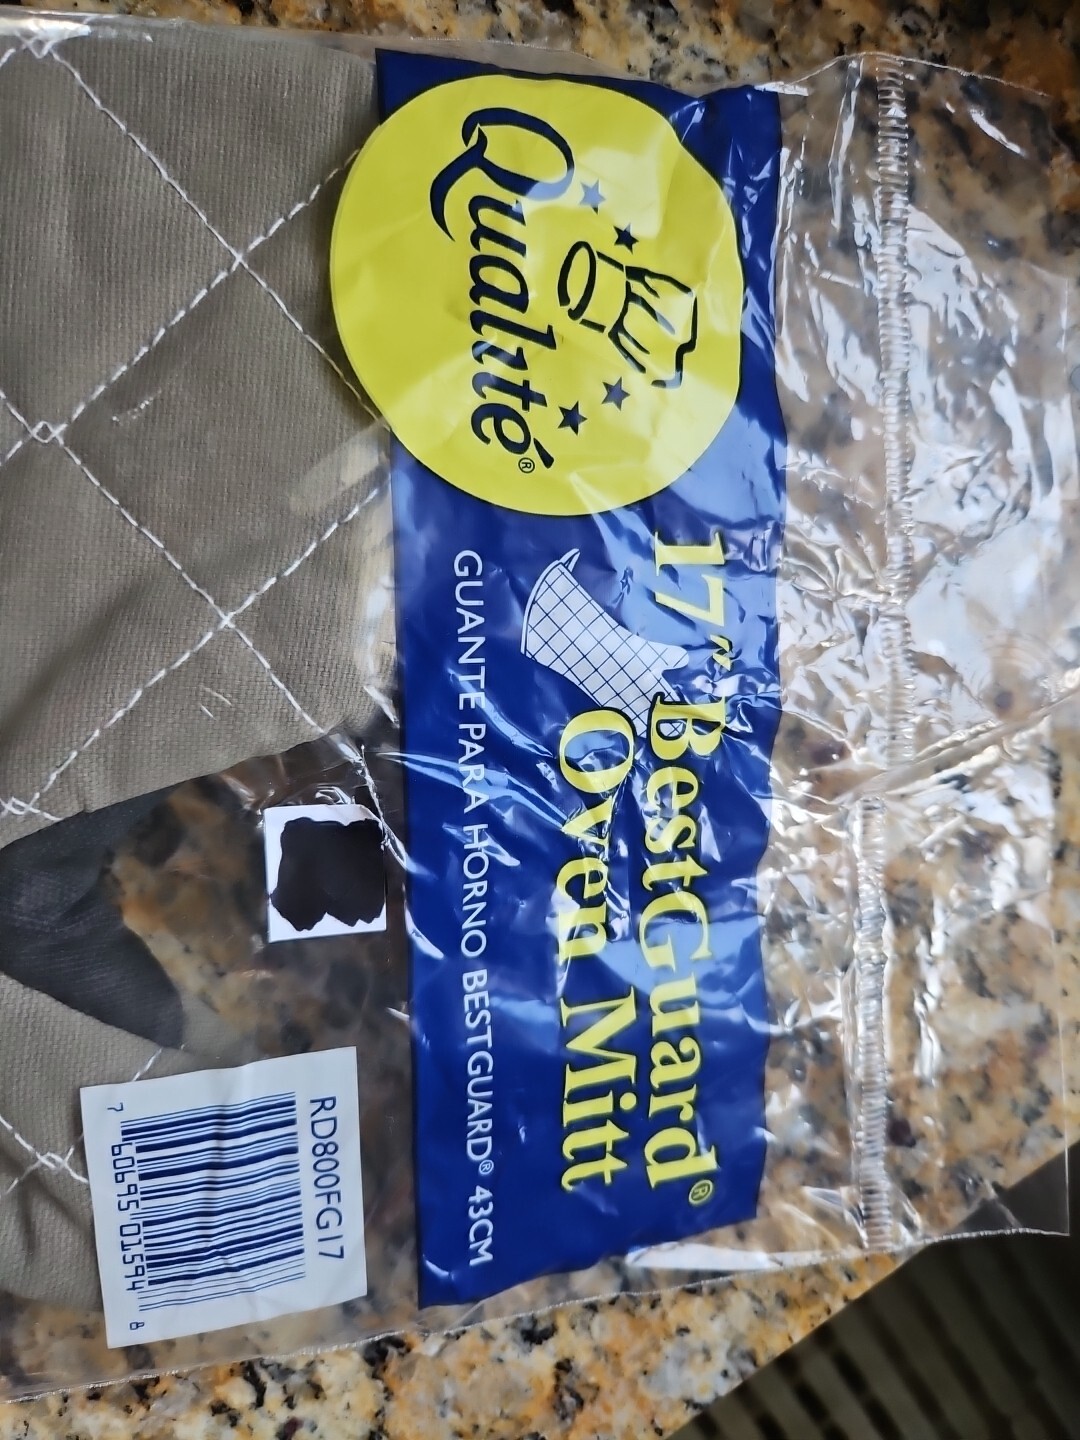 Qualité®
17" BestGuard®
Oven Mitt
GUANTE PARA HORNO BESTGUARD® 43CM
RD800FG17
7 60695 01594 8